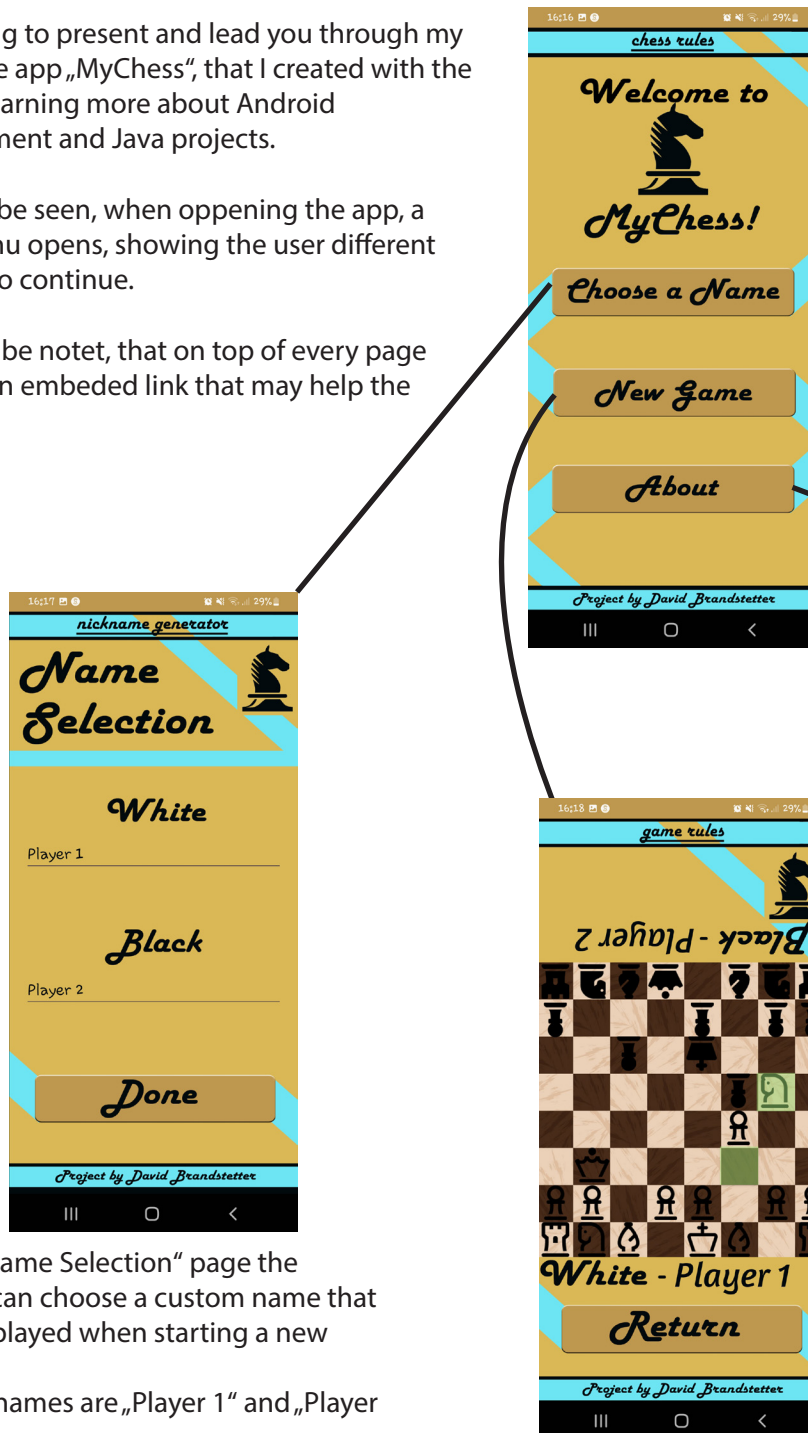 g to present and lead you through my
e app „MyChess“, that I created with the
arning more about Android
ment and Java projects.
be seen, when oppening the app, a
nu opens, showing the user different
o continue.
be notet, that on top of every page
n embeded link that may help the
16:16 29%
chess rules
Welcome to
MyChess!
Choose a Name
New Game
About
Project by David Brandstetter
16:17 29%
nickname generator
Name
Selection
White
Player 1
Black
Player 2
Done
Project by David Brandstetter
ame Selection“ page the
can choose a custom name that
played when starting a new
names are „Player 1“ and „Player
16:18 29%
game rules
Black - Player 2
White - Player 1
Return
Project by David Brandstetter